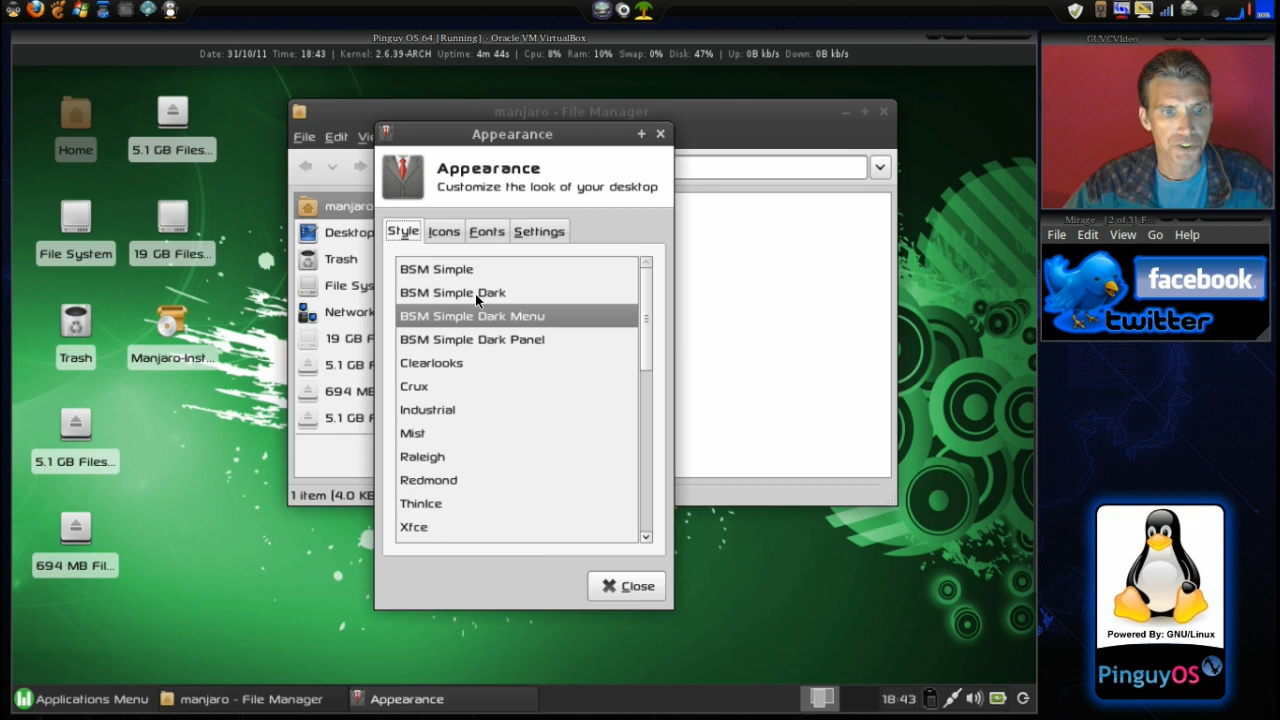 Pinguy OS 64 [Running] - Oracle VM VirtualBox
GUVCVideo
Date: 31/10/11 Time: 18:43 | Kernel: 2.6.39-ARCH Uptime: 4m 44s | Cpu: 8% Ram: 10% Swap: 0% Disk: 47% | Up: 0B kb/s Down: 0B kb/s
manjaro - File Manager
File Edit
Appearance
Appearance
Customize the look of your desktop
Style Icons Fonts Settings
BSM Simple
BSM Simple Dark
BSM Simple Dark Menu
BSM Simple Dark Panel
Clearlooks
Crux
Industrial
Mist
Raleigh
Redmond
ThinIce
Xfce
Close
manjaro
Desktop
Trash
File Sys
Network
19 GB F
5.1 GB F
694 MB
5.1 GB F
1 item (4.0 KB
Home
5.1 GB Files...
File System
19 GB Files...
Trash
Manjaro-Inst...
5.1 GB Files...
694 MB Fil...
Mirage - [2 of 3] F...
File Edit View Go Help
facebook
twitter
Powered By: GNU/Linux
PinguyOS
Applications Menu
manjaro - File Manager
Appearance
18:43